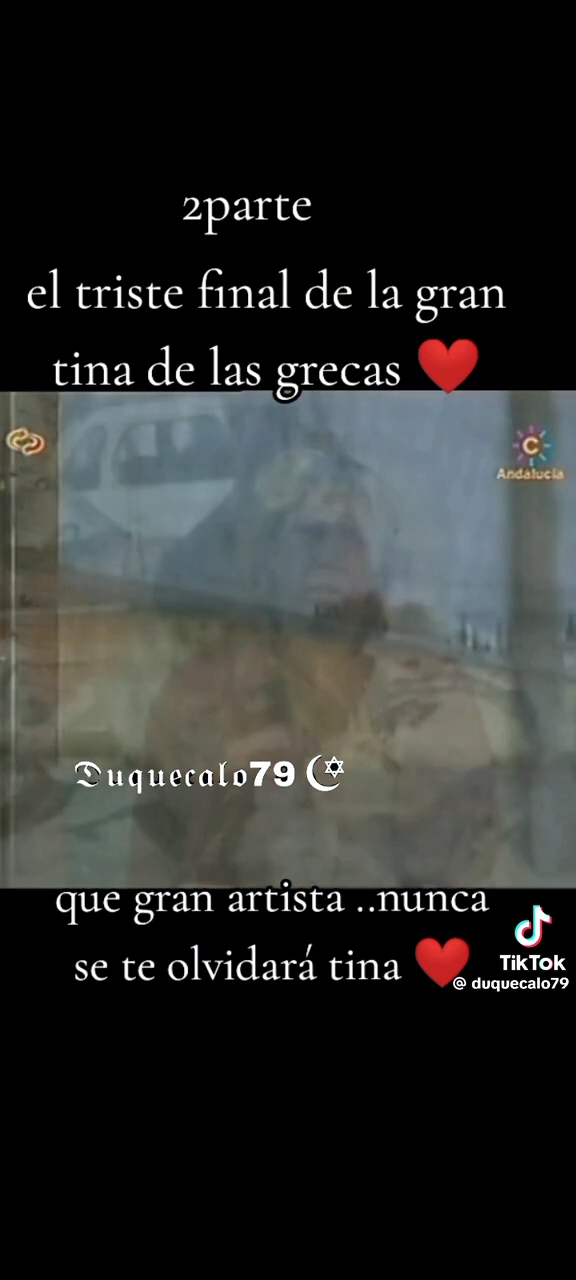 2parte
el triste final de la gran
tina de las grecas ❤️
C
Andalucía
𝕯𝖚𝖖𝖚𝖊𝖈𝖆𝖑𝖔79
que gran artista ..nunca
se te olvidará tina ❤️
TikTok
@ duquecalo79